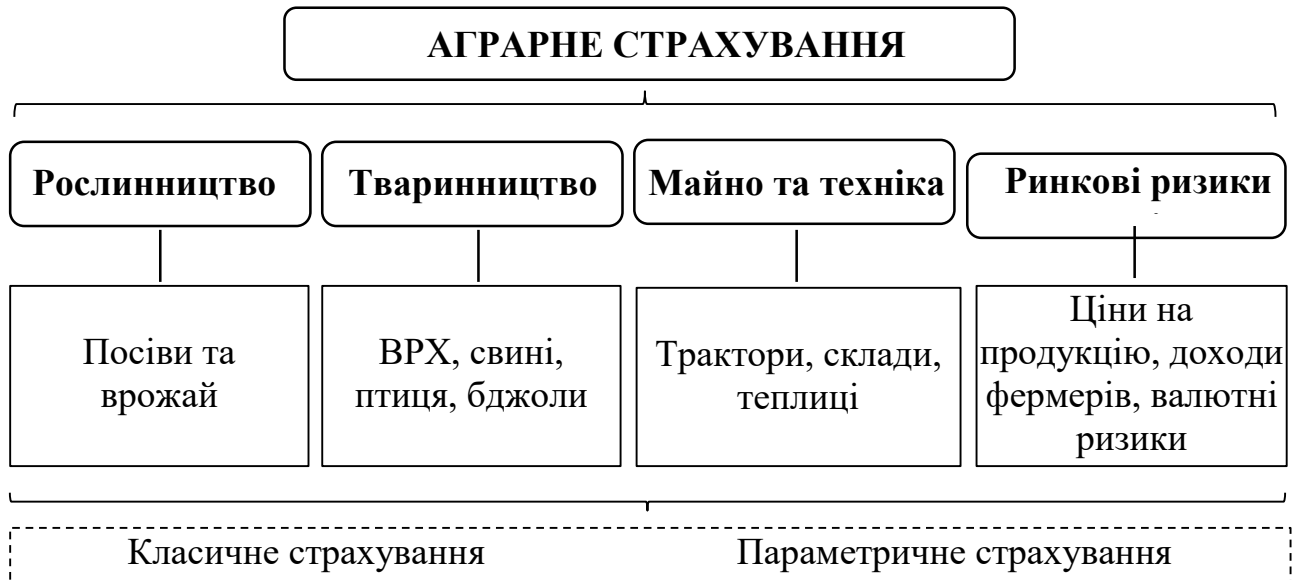 АГРАРНЕ СТРАХУВАННЯ
Рослинництво
Тваринництво
Майно та техніка
Ринкові ризики
Посіви та
врожай
ВРХ, свині,
птиця, бджоли
Трактори, склади,
теплиці
Ціни на
продукцію, доходи
фермерів, валютні
ризики
Класичне страхування
Параметричне страхування